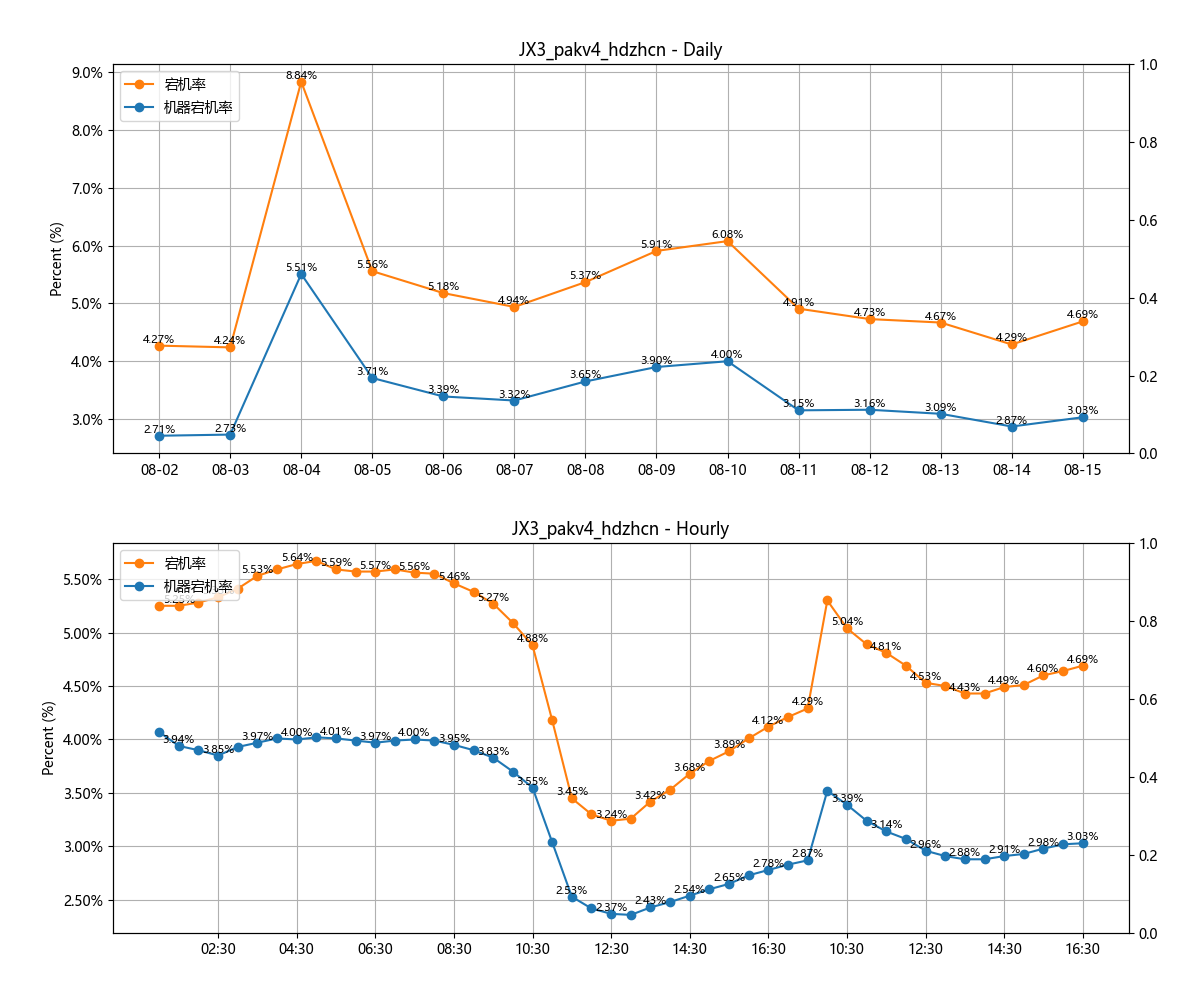 JX3_pakv4_hdzhcn - Daily
宕机率
机器宕机率
Percent (%)
9.0%
8.0%
7.0%
6.0%
5.0%
4.0%
3.0%
1.0
0.8
0.6
0.4
0.2
0.0
4.27% 4.24% 8.84% 5.56% 5.18% 4.94% 5.37% 5.91% 6.08% 4.91% 4.73% 4.67% 4.29% 4.69%
2.71% 2.73% 5.51% 3.71% 3.39% 3.32% 3.65% 3.90% 4.00% 3.15% 3.16% 3.09% 2.87% 3.03%
08-02 08-03 08-04 08-05 08-06 08-07 08-08 08-09 08-10 08-11 08-12 08-13 08-14 08-15
JX3_pakv4_hdzhcn - Hourly
宕机率
机器宕机率
Percent (%)
5.50%
5.00%
4.50%
4.00%
3.50%
3.00%
2.50%
1.0
0.8
0.6
0.4
0.2
0.0
5.25% 5.53% 5.64% 5.59% 5.57% 5.56% 5.46% 5.27% 4.88% 3.45% 3.24% 3.42% 3.68% 3.89% 4.12% 4.29% 5.04% 4.81% 4.53% 4.43% 4.49% 4.60% 4.69%
3.94% 3.85% 3.97% 4.00% 4.01% 3.97% 4.00% 3.95% 3.83% 3.55% 2.53% 2.37% 2.43% 2.54% 2.65% 2.78% 2.87% 3.39% 3.14% 2.96% 2.88% 2.91% 2.98% 3.03%
02:30 04:30 06:30 08:30 10:30 12:30 14:30 16:30 10:30 12:30 14:30 16:30